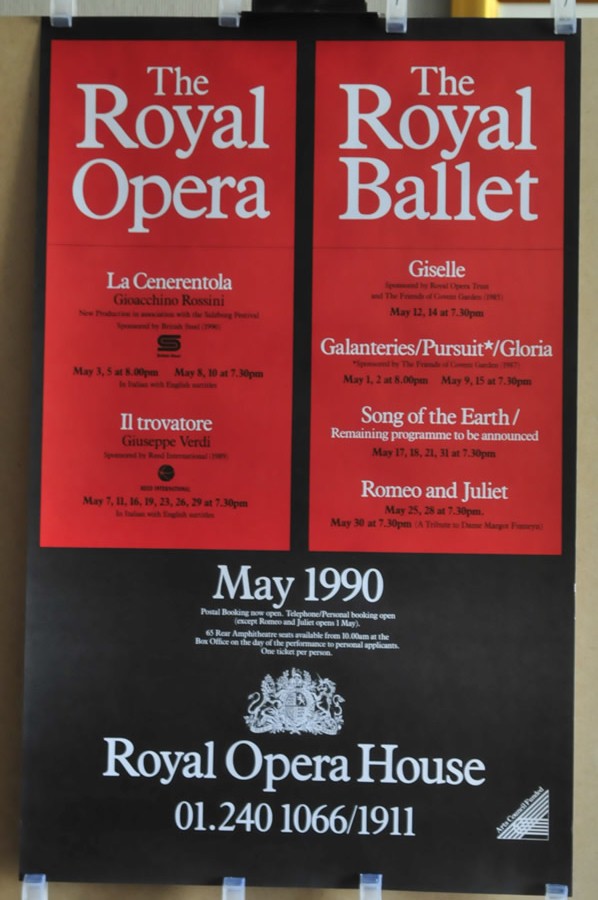 The
Royal
Opera
La Cenerentola
Gioacchino Rossini
New Production in association with the Salzburg Festival
Sponsored by British Steel (1990)
May 3, 5 at 8.00pm May 8, 10 at 7.30pm
In Italian with English surtitles
Il trovatore
Giuseppe Verdi
Sponsored by Reed International (1989)
REED INTERNATIONAL
May 7, 11, 16, 19, 23, 26, 29 at 7.30pm
In Italian with English surtitles
The
Royal
Ballet
Giselle
Sponsored by Royal Opera Trust
and The Friends of Covent Garden (1985)
May 12, 14 at 7.30pm
Galanteries/Pursuit*/Gloria
*Sponsored by The Friends of Covent Garden (1987)
May 1, 2 at 8.00pm May 9, 15 at 7.30pm
Song of the Earth /
Remaining programme to be announced
May 17, 18, 21, 31 at 7.30pm
Romeo and Juliet
May 25, 28 at 7.30pm.
May 30 at 7.30pm (A Tribute to Dame Margot Fonteyn)
May 1990
Postal Booking now open. Telephone/Personal booking open
(except Romeo and Juliet opens 1 May).
65 Rear Amphitheatre seats available from 10.00am at the
Box Office on the day of the performance to personal applicants.
One ticket per person.
Royal Opera House
01.240 1066/1911
Arts Council Funded